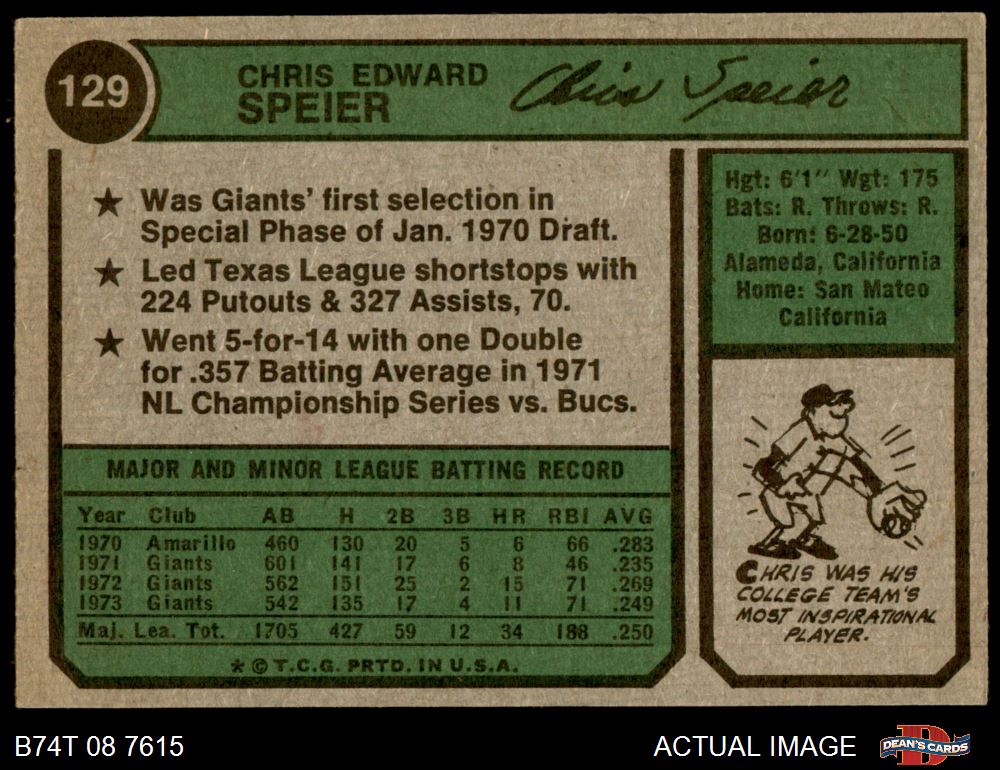 129
CHRIS EDWARD
SPEIER
Chris Speier
★ Was Giants' first selection in
Special Phase of Jan. 1970 Draft.
★ Led Texas League shortstops with
224 Putouts & 327 Assists, 70.
★ Went 5-for-14 with one Double
for .357 Batting Average in 1971
NL Championship Series vs. Bucs.
Hgt: 6'1" Wgt: 175
Bats: R. Throws: R.
Born: 6-28-50
Alameda, California
Home: San Mateo
California
MAJOR AND MINOR LEAGUE BATTING RECORD
Year Club AB H 2B 3B HR RBI AVG
1970 Amarillo 460 130 20 5 6 66 .283
1971 Giants 601 141 17 6 8 46 .235
1972 Giants 562 151 25 2 15 71 .269
1973 Giants 542 135 17 4 11 71 .249
Maj. Lea. Tot. 1705 427 59 12 34 188 .250
* © T.C.G. PRTD. IN U.S.A.
CHRIS WAS HIS
COLLEGE TEAM'S
MOST INSPIRATIONAL
PLAYER.
B74T 08 7615
ACTUAL IMAGE
D
DEAN'S CARDS